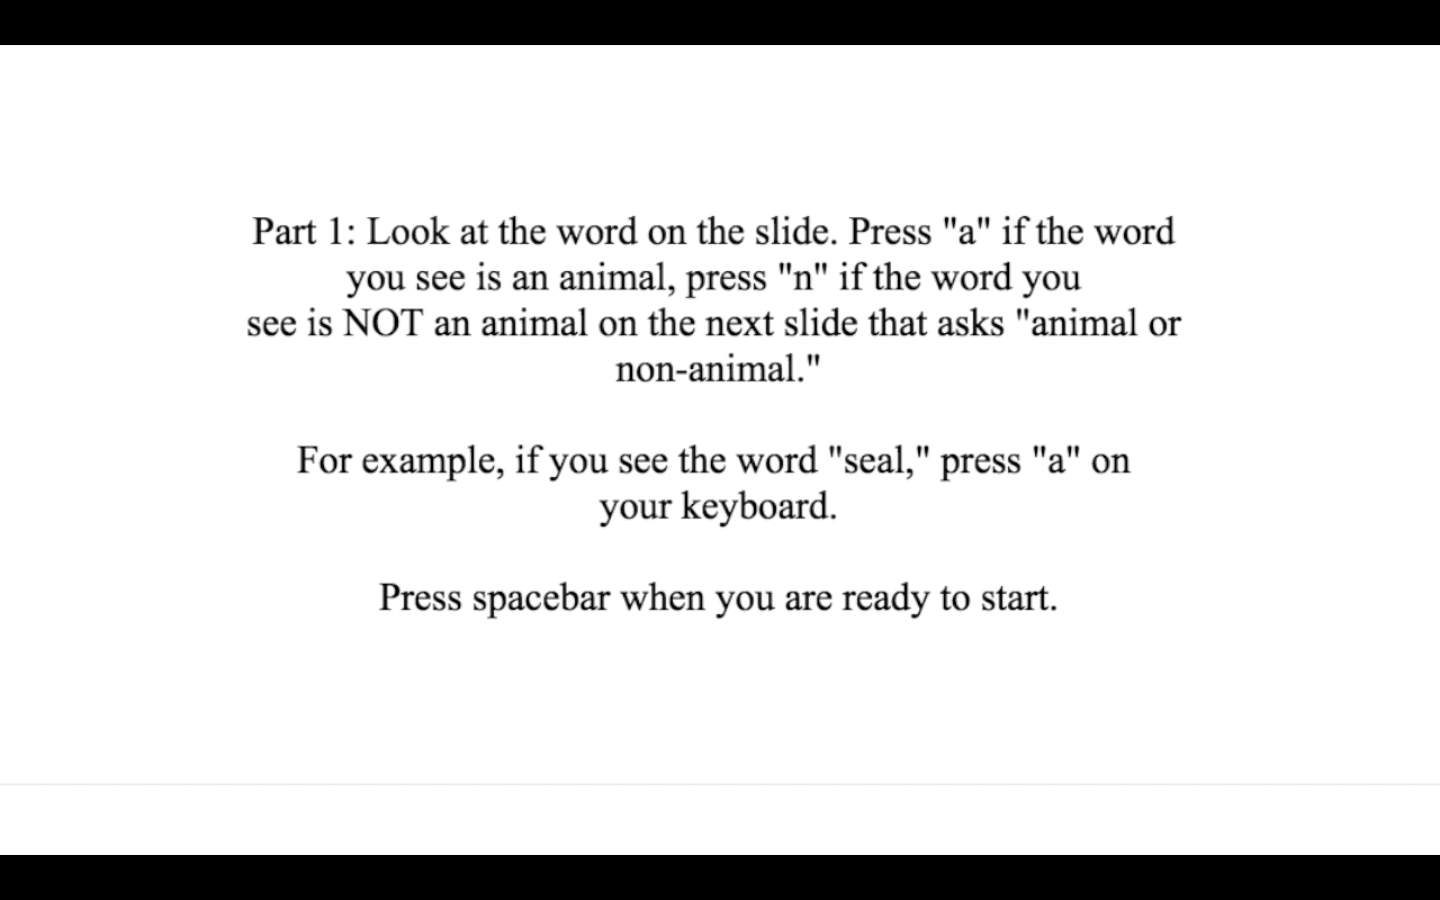 Part 1: Look at the word on the slide. Press "a" if the word
you see is an animal, press "n" if the word you
see is NOT an animal on the next slide that asks "animal or
non-animal."
For example, if you see the word "seal," press "a" on
your keyboard.
Press spacebar when you are ready to start.